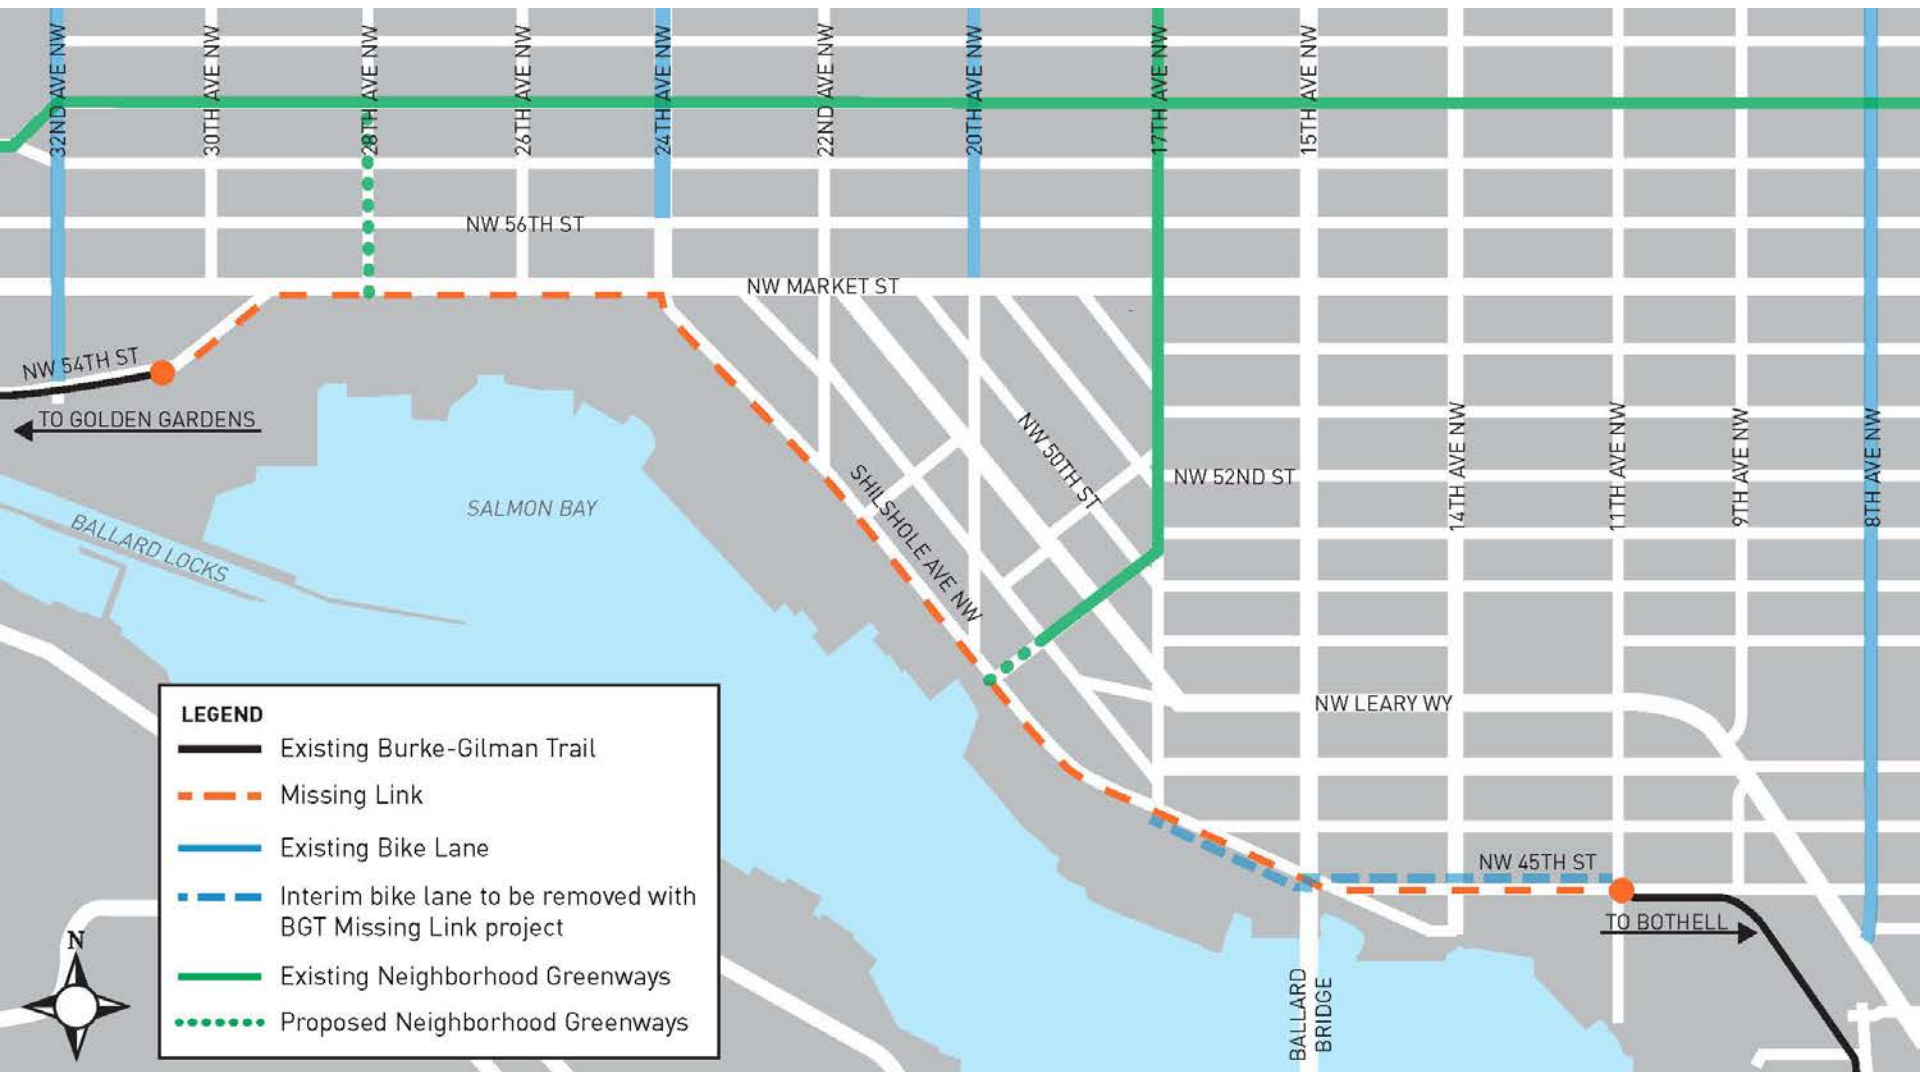 32ND AVE NW
30TH AVE NW
28TH AVE NW
26TH AVE NW
24TH AVE NW
22ND AVE NW
20TH AVE NW
17TH AVE NW
15TH AVE NW
NW 56TH ST
NW MARKET ST
NW 54TH ST
TO GOLDEN GARDENS
SALMON BAY
BALLARD LOCKS
SHILSHOLE AVE NW
NW 50TH ST
NW 52ND ST
14TH AVE NW
11TH AVE NW
9TH AVE NW
8TH AVE NW
NW LEARY WY
NW 45TH ST
TO BOTHELL
BALLARD
BRIDGE
LEGEND
Existing Burke-Gilman Trail
Missing Link
Existing Bike Lane
Interim bike lane to be removed with
BGT Missing Link project
Existing Neighborhood Greenways
Proposed Neighborhood Greenways
N